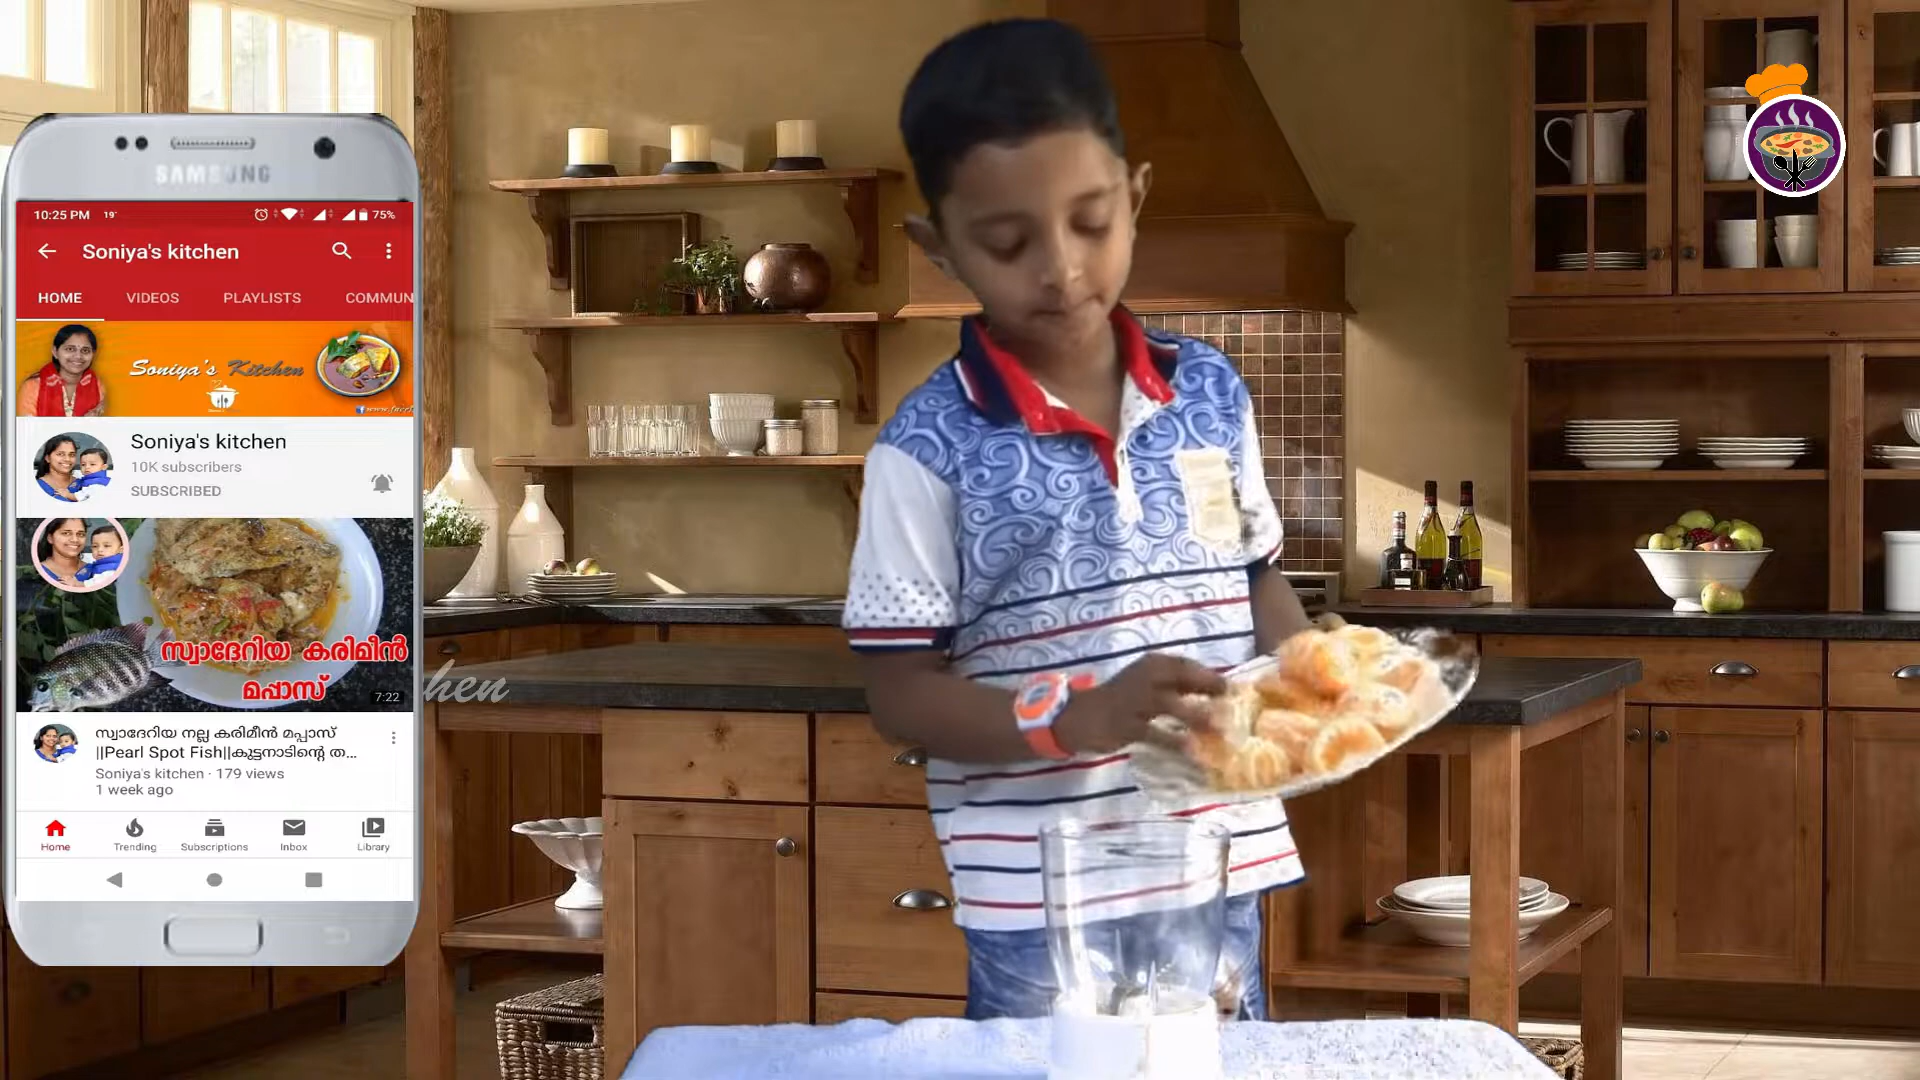 SAMSUNG
10:25 PM 19° 75%
Soniya's kitchen
HOME VIDEOS PLAYLISTS COMMUN
Soniya's Kitchen
Soniya's kitchen
10K subscribers
SUBSCRIBED
സ്വാദേറിയ കരിമീൻ
മപ്പാസ്
7:22
hen
സ്വാദേറിയ നല്ല കരിമീൻ മപ്പാസ്
||Pearl Spot Fish||കുട്ടനാടിന്റെ ത...
Soniya's kitchen · 179 views
1 week ago
Home Trending Subscriptions Inbox Library